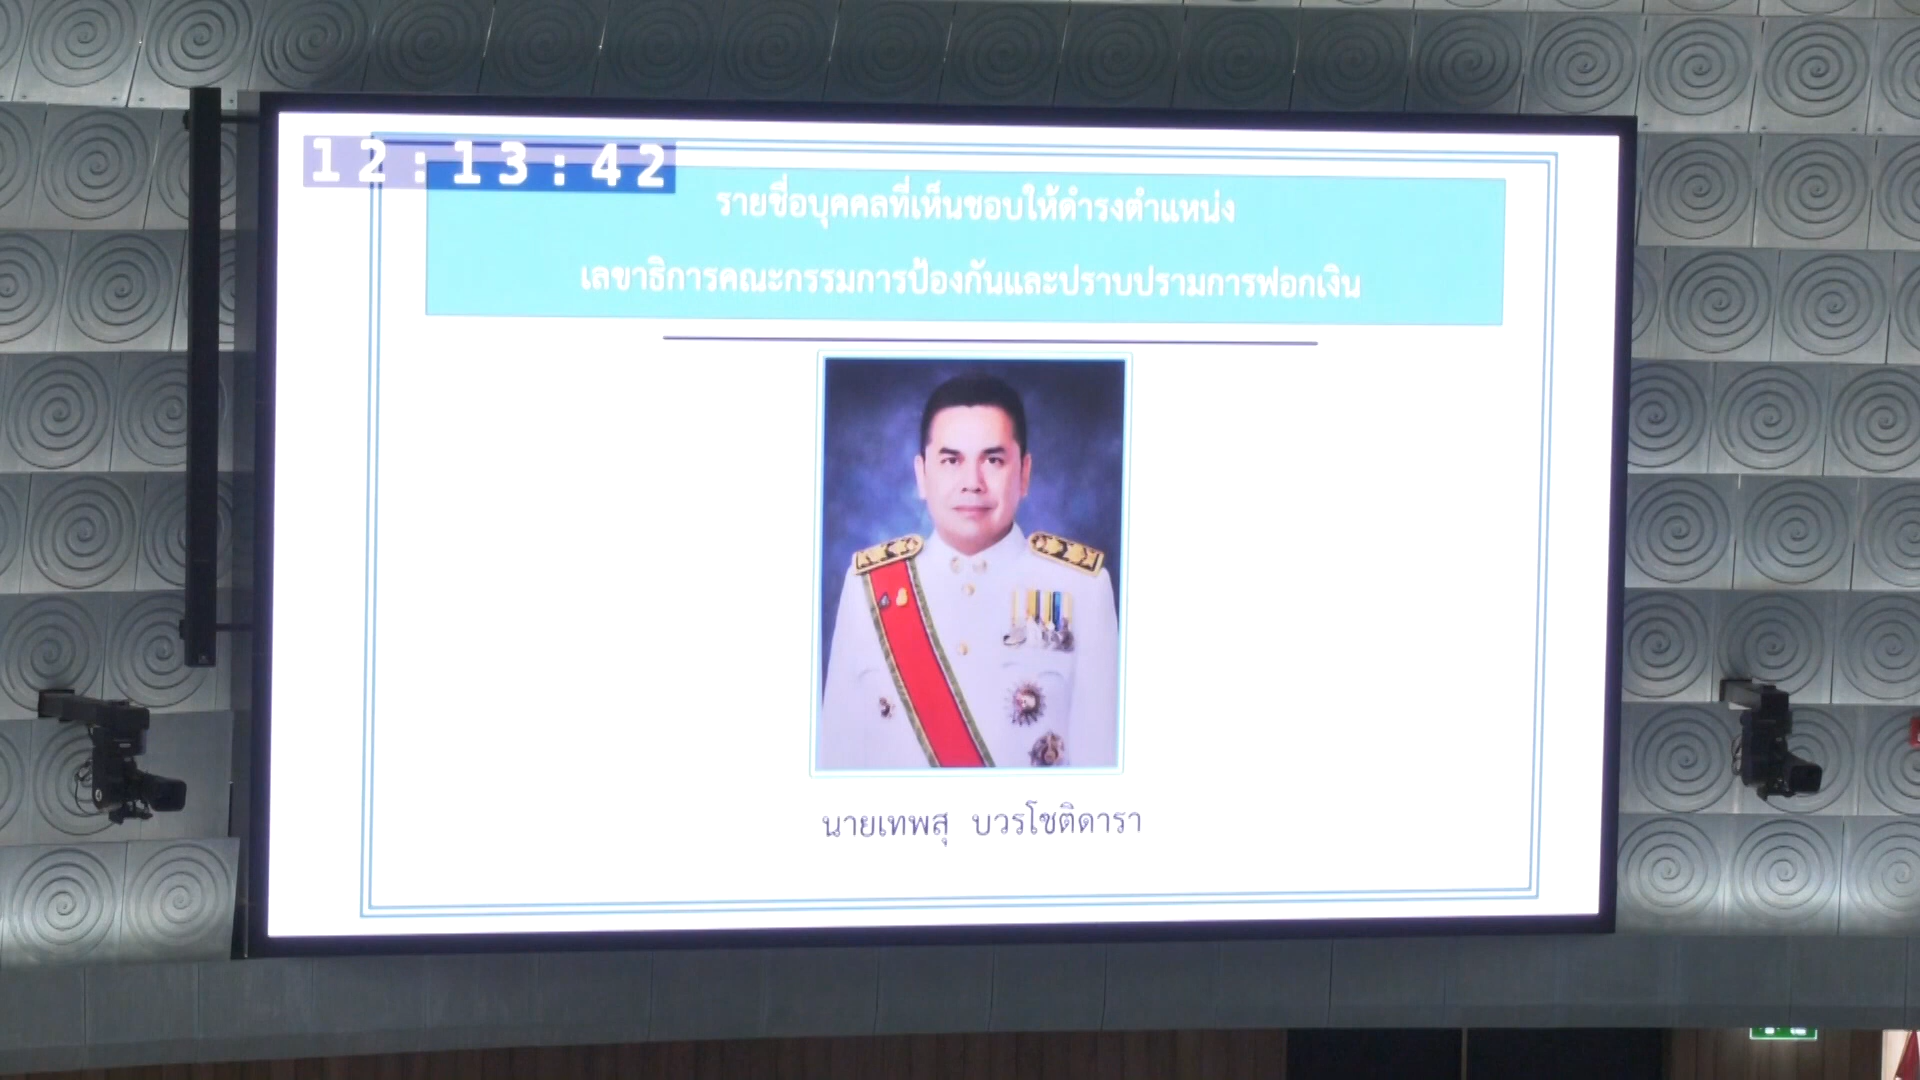 12:13:42
รายชื่อบุคคลที่เห็นชอบให้ดำรงตำแหน่ง
เลขาธิการคณะกรรมการป้องกันและปราบปรามการฟอกเงิน
นายเทพสุ บวรโชติดารา